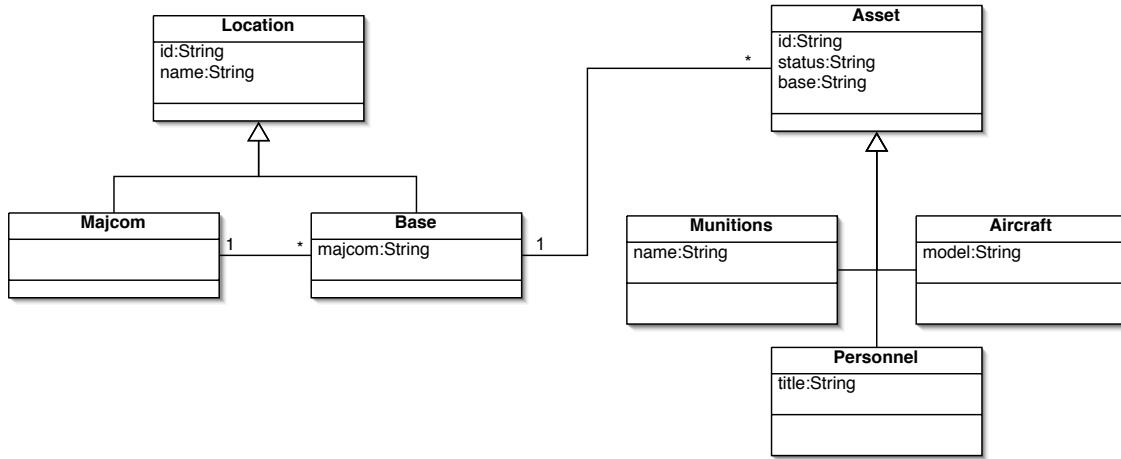 Location
id:String
name:String
Asset
id:String
status:String
base:String
*
Majcom
1
*
Base
majcom:String
1
Munitions
name:String
Aircraft
model:String
Personnel
title:String